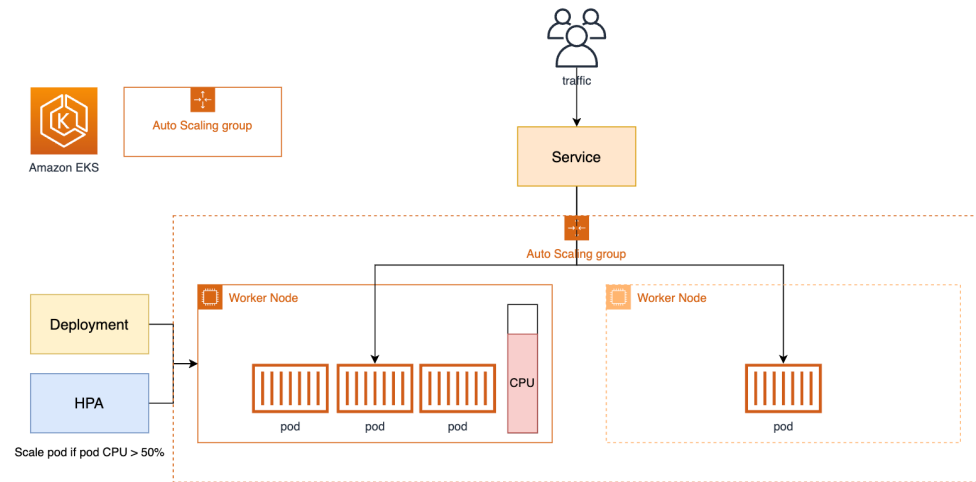 traffic
Auto Scaling group
Amazon EKS
Service
Auto Scaling group
Worker Node
Worker Node
Deployment
HPA
CPU
pod
pod
pod
pod
Scale pod if pod CPU > 50%